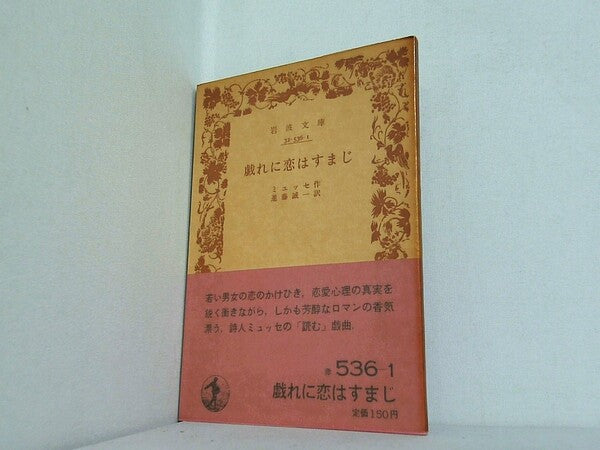 岩波文庫
32-536-1
戯れに恋はすまじ
ミュッセ作
進藤誠一訳
若い男女の恋のかけひき,恋愛心理の真実を
鋭く衝きながら,しかも芳醇なロマンの香気
漂う,詩人ミュッセの「読む」戯曲.
赤 536-1
戯れに恋はすまじ
定価150円